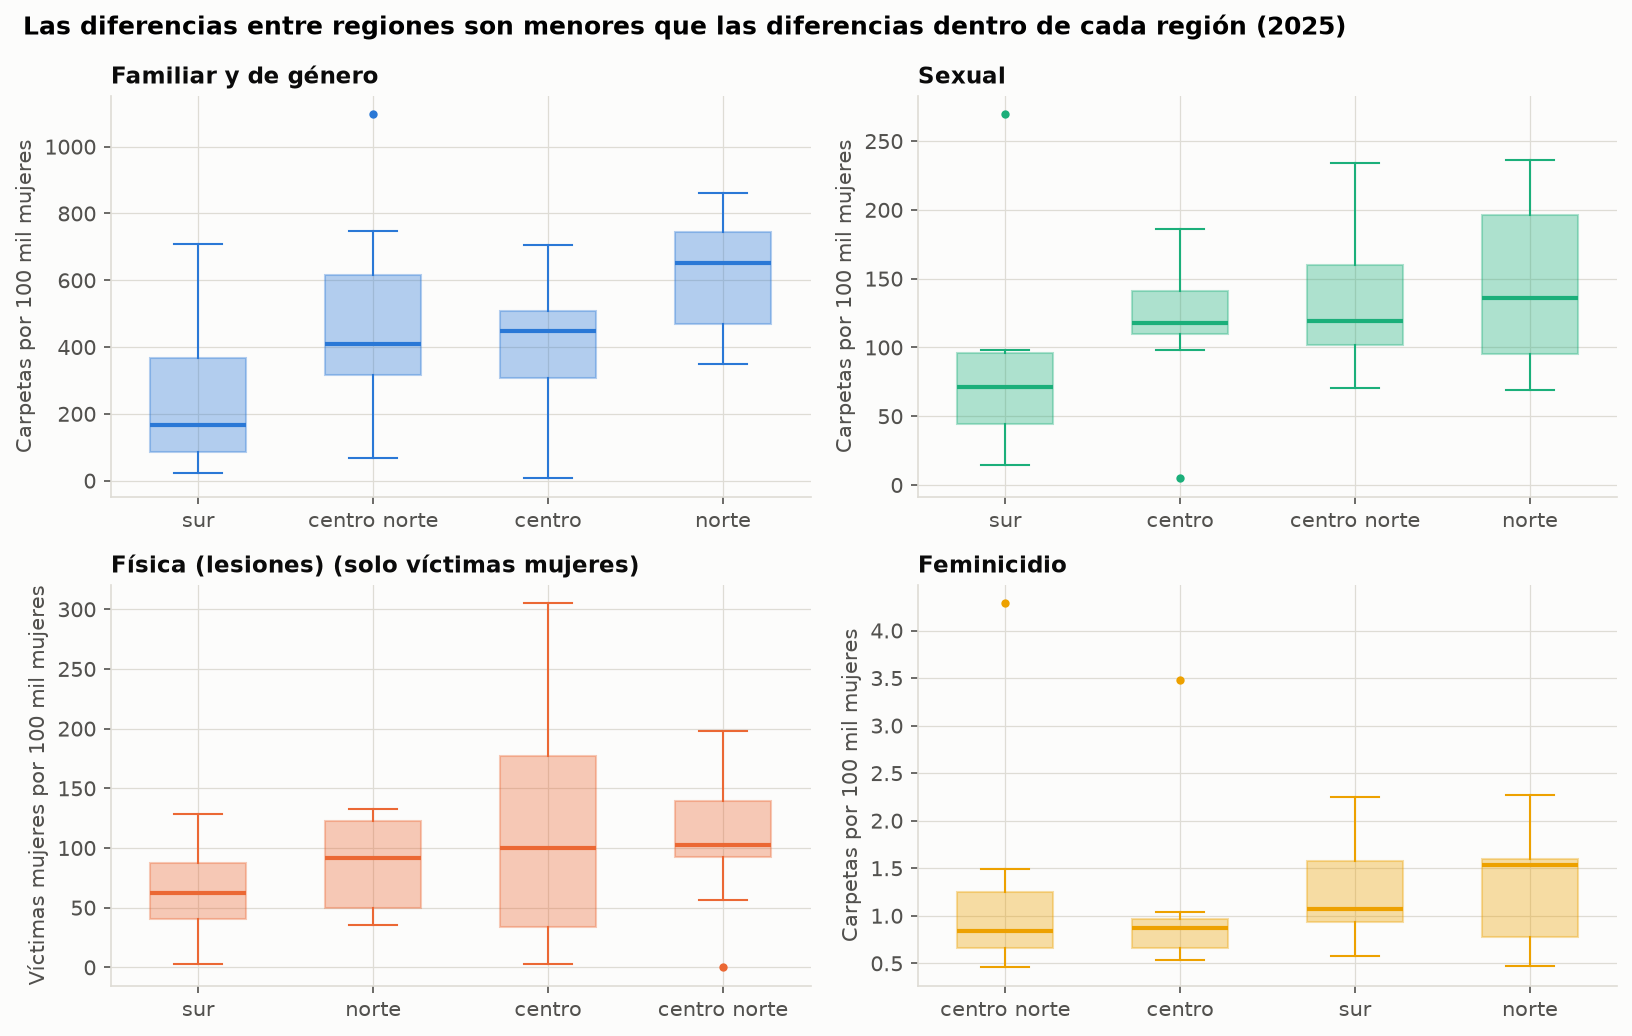 Las diferencias entre regiones son menores que las diferencias dentro de cada región (2025)
Familiar y de género
Carpetas por 100 mil mujeres
1000
800
600
400
200
0
sur
centro norte
centro
norte
Sexual
Carpetas por 100 mil mujeres
250
200
150
100
50
0
sur
centro
centro norte
norte
Física (lesiones) (solo víctimas mujeres)
Víctimas mujeres por 100 mil mujeres
300
250
200
150
100
50
0
sur
norte
centro
centro norte
Feminicidio
Carpetas por 100 mil mujeres
4.0
3.5
3.0
2.5
2.0
1.5
1.0
0.5
centro norte
centro
sur
norte